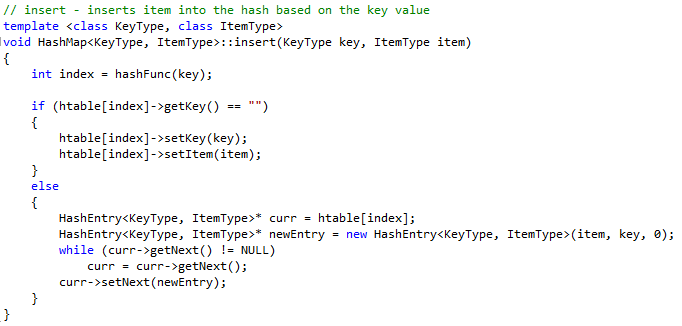 // insert - inserts item into the hash based on the key value
template <class KeyType, class ItemType>
void HashMap<KeyType, ItemType>::insert(KeyType key, ItemType item)
{
    int index = hashFunc(key);

    if (htable[index]->getKey() == "")
    {
        htable[index]->setKey(key);
        htable[index]->setItem(item);
    }
    else
    {
        HashEntry<KeyType, ItemType>* curr = htable[index];
        HashEntry<KeyType, ItemType>* newEntry = new HashEntry<KeyType, ItemType>(item, key, 0);
        while (curr->getNext() != NULL)
            curr = curr->getNext();
        curr->setNext(newEntry);
    }
}